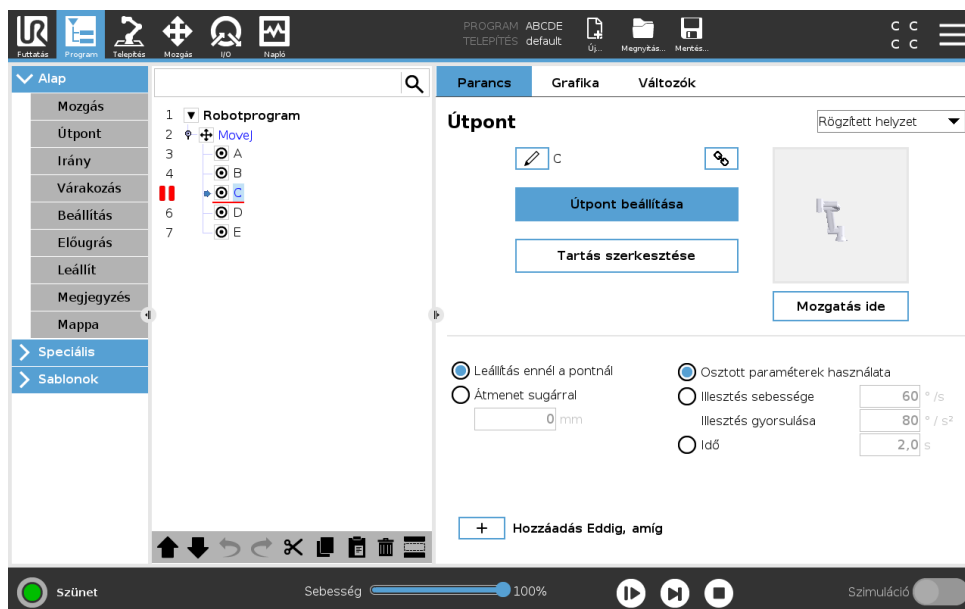 UR
Futtatás
Program
Telepítés
Mozgás
I/O
Napló
PROGRAM ABCDE
TELEPÍTÉS default
Új...
Megnyitás...
Mentés...
C C
C C
Alap
Mozgás
Útpont
Irány
Várakozás
Beállítás
Előugrás
Leállít
Megjegyzés
Mappa
Speciális
Sablonok
1 Robotprogram
2 MoveJ
3 A
4 B
C
6 D
7 E
Parancs
Grafika
Változók
Útpont
Rögzített helyzet
C
Útpont beállítása
Tartás szerkesztése
Mozgatás ide
Leállítás ennél a pontnál
Átmenet sugárral
0 mm
Osztott paraméterek használata
Illesztés sebessége 60 ° /s
Illesztés gyorsulása 80 ° / s²
Idő 2,0 s
+ Hozzáadás Eddig, amíg
Szünet
Sebesség 100%
Szimuláció